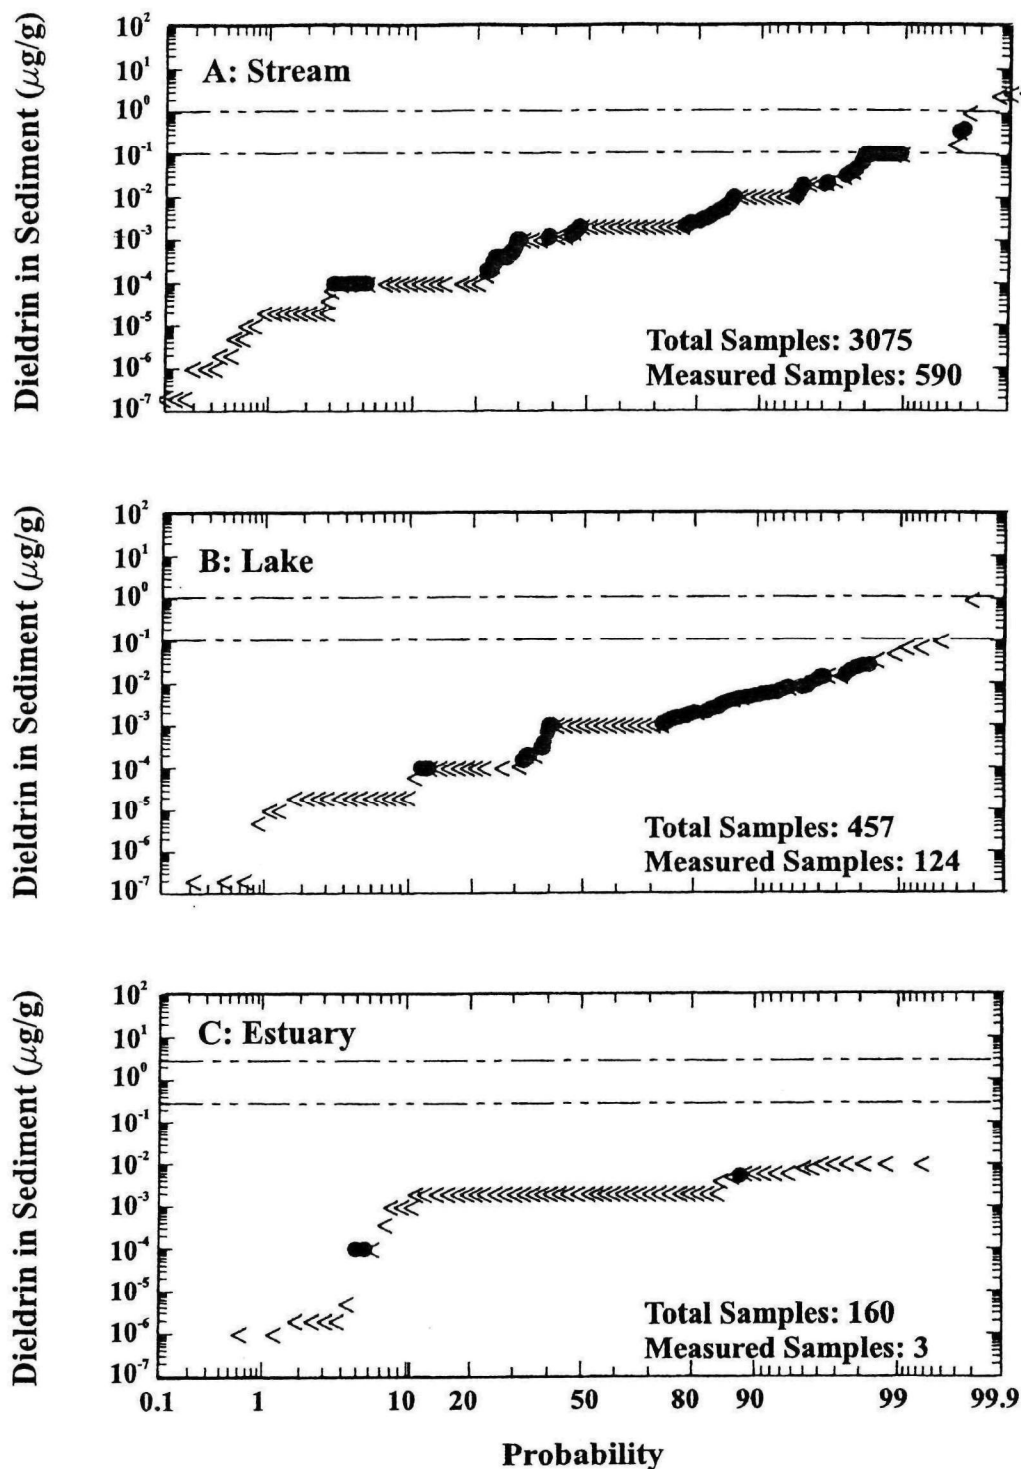 Dieldrin in Sediment (μg/g)
10² 10¹ 10⁰ 10⁻¹ 10⁻² 10⁻³ 10⁻⁴ 10⁻⁵ 10⁻⁶ 10⁻⁷
A: Stream
Total Samples: 3075
Measured Samples: 590
Dieldrin in Sediment (μg/g)
10² 10¹ 10⁰ 10⁻¹ 10⁻² 10⁻³ 10⁻⁴ 10⁻⁵ 10⁻⁶ 10⁻⁷
B: Lake
Total Samples: 457
Measured Samples: 124
Dieldrin in Sediment (μg/g)
10² 10¹ 10⁰ 10⁻¹ 10⁻² 10⁻³ 10⁻⁴ 10⁻⁵ 10⁻⁶ 10⁻⁷
C: Estuary
Total Samples: 160
Measured Samples: 3
0.1 1 10 20 50 80 90 99 99.9
Probability